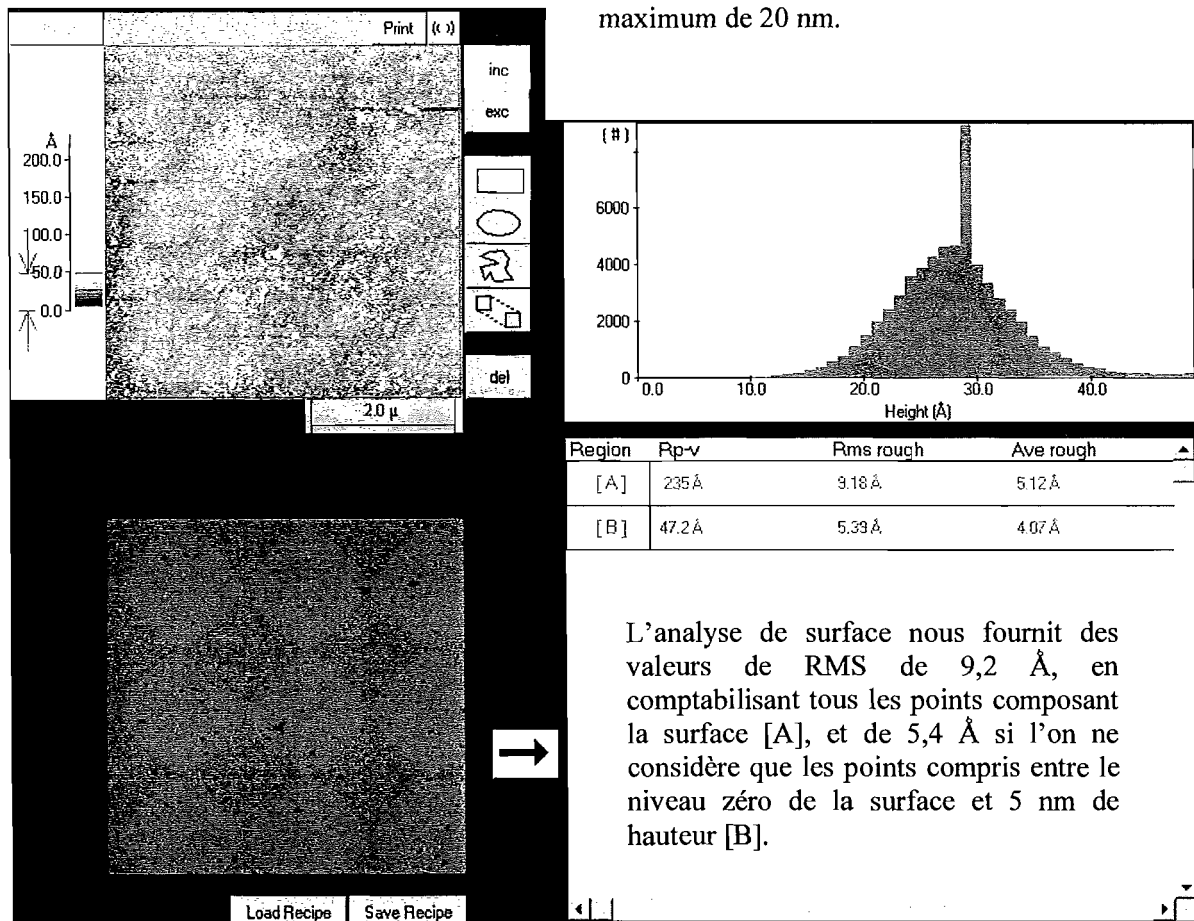 maximum de 20 nm.
Print
inc
exc
Å
200.0
150.0
100.0
50.0
0.0
del
2.0 µ
(#)
6000
4000
2000
0
0.0 10.0 20.0 30.0 40.0
Height (Å)
Region Rp-v Rms rough Ave rough
[A] 235 Å 9.18 Å 5.12 Å
[B] 47.2 Å 5.39 Å 4.07 Å
L’analyse de surface nous fournit des
valeurs de RMS de 9,2 Å, en
comptabilisant tous les points composant
la surface [A], et de 5,4 Å si l’on ne
considère que les points compris entre le
niveau zéro de la surface et 5 nm de
hauteur [B].
Load Recipe Save Recipe